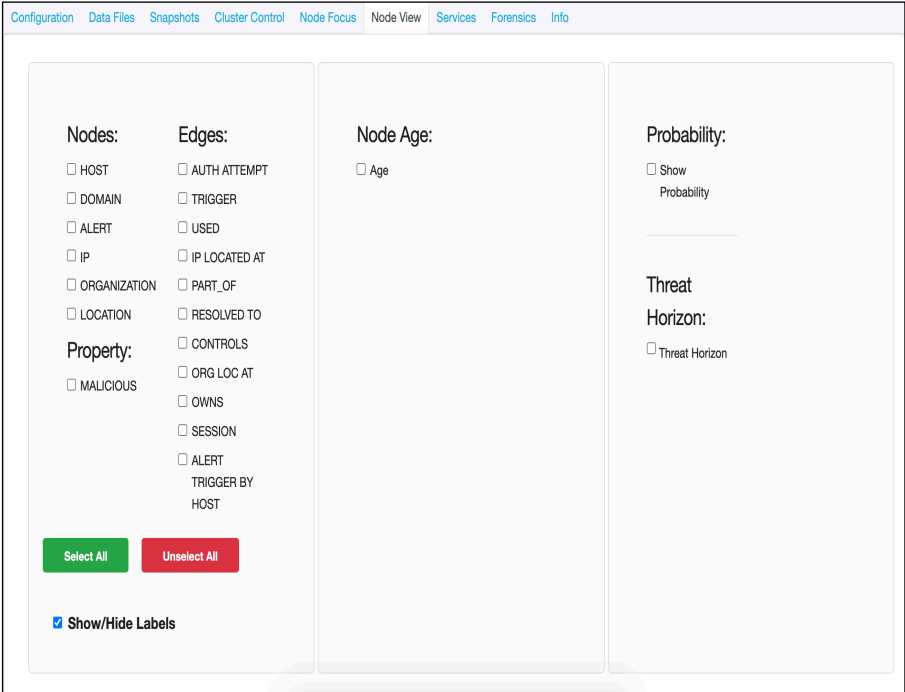 Configuration Data Files Snapshots Cluster Control Node Focus Node View Services Forensics Info
Nodes:
HOST
DOMAIN
ALERT
IP
ORGANIZATION
LOCATION
Property:
MALICIOUS
Edges:
AUTH ATTEMPT
TRIGGER
USED
IP LOCATED AT
PART_OF
RESOLVED TO
CONTROLS
ORG LOC AT
OWNS
SESSION
ALERT
TRIGGER BY
HOST
Select All Unselect All
Show/Hide Labels
Node Age:
Age
Probability:
Show
Probability
Threat
Horizon:
Threat Horizon